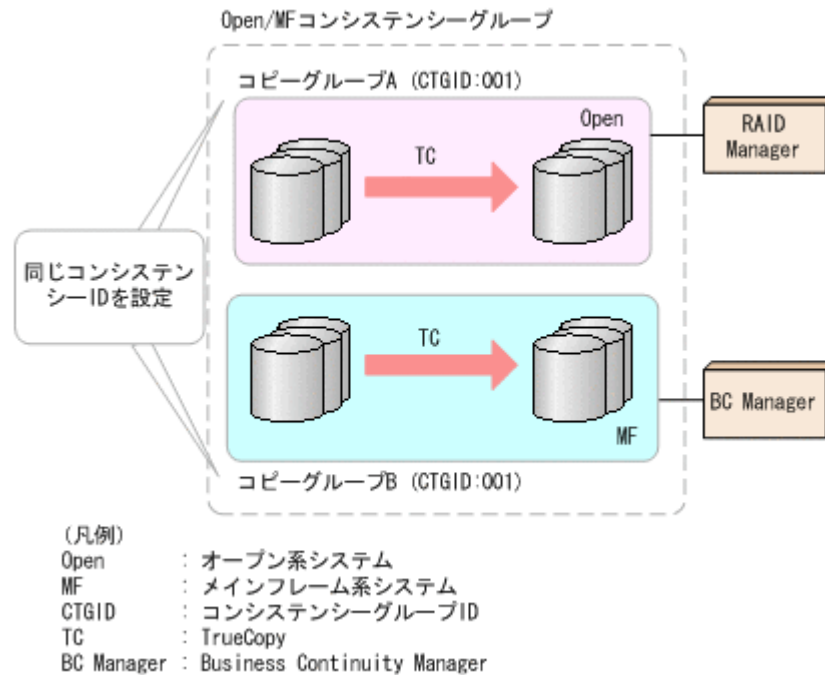 Open/MFコンシステンシーグループ
コピーグループA (CTGID:001)
Open
TC
RAID
Manager
同じコンシステン
シーIDを設定
TC
MF
BC Manager
コピーグループB (CTGID:001)
(凡例)
Open : オープン系システム
MF : メインフレーム系システム
CTGID : コンシステンシーグループID
TC : TrueCopy
BC Manager : Business Continuity Manager